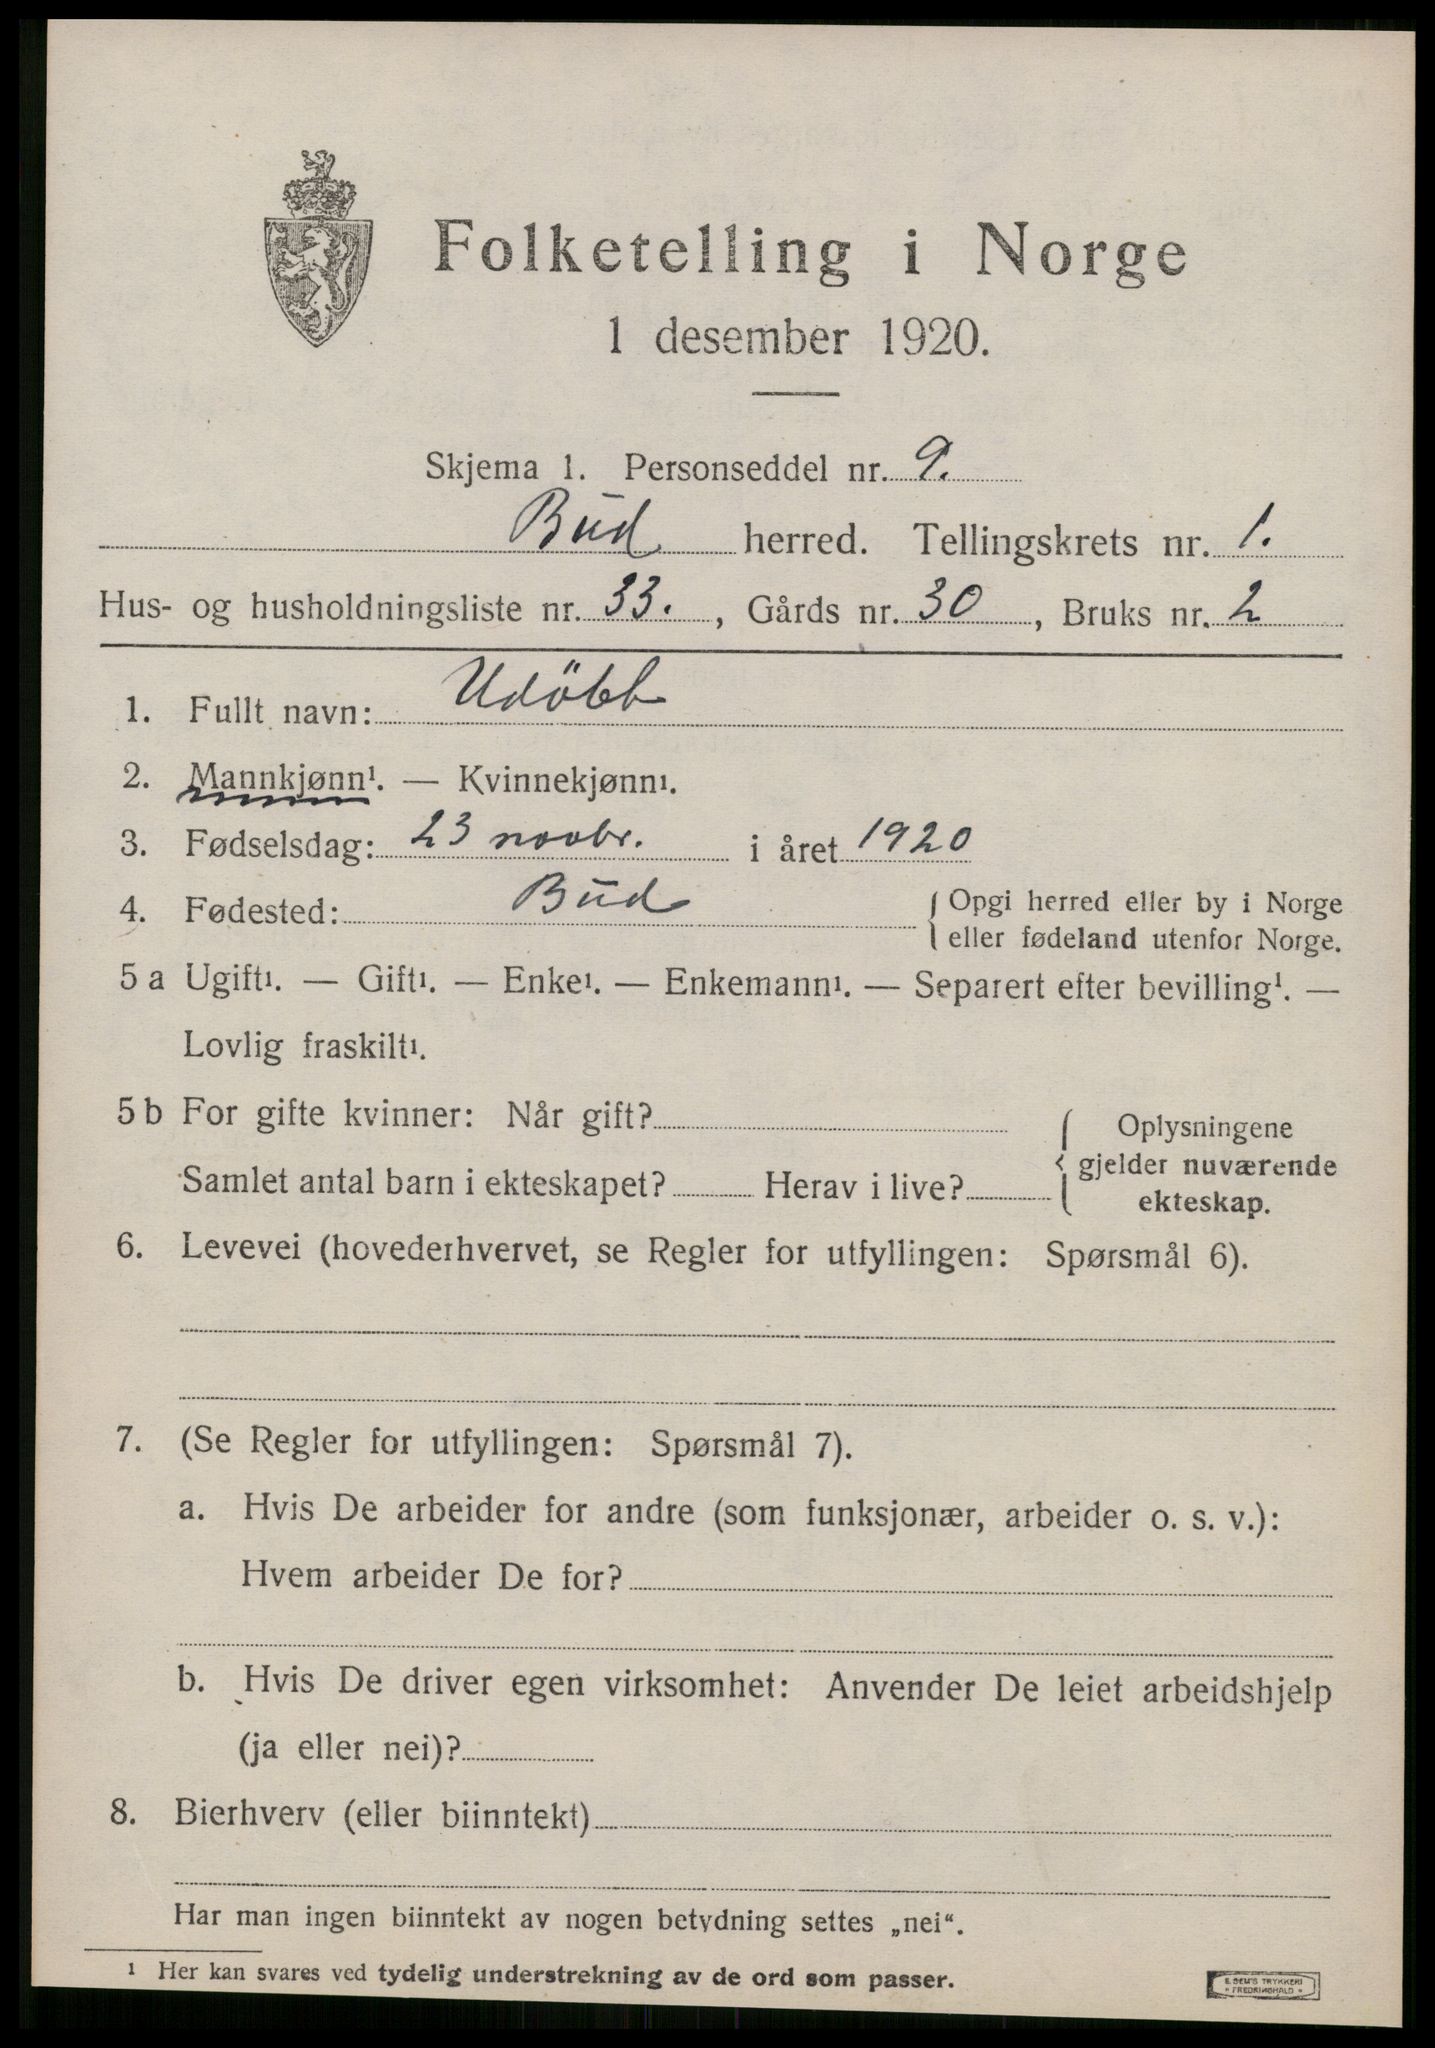 Folketelling i Norge
1 desember 1920.
Skjema 1. Personseddel nr. 9.
Bud herred. Tellingskrets nr. 1.
Hus- og husholdningsliste nr. 33. , Gårds nr. 30 , Bruks nr. 2
1. Fullt navn: Udöbt
2. Mannkjønn¹. — Kvinnekjønn¹.
3. Fødselsdag: 23 novbr. i året 1920
4. Fødested: Bud { Opgi herred eller by i Norge
eller fødeland utenfor Norge.
5 a Ugift¹. — Gift¹. — Enke¹. — Enkemann¹. — Separert efter bevilling¹. —
Lovlig fraskilt¹.
5 b For gifte kvinner: Når gift?
Samlet antal barn i ekteskapet? Herav i live?
{ Oplysningene
gjelder nuværende
ekteskap.
6. Levevei (hovederhvervet, se Regler for utfyllingen: Spørsmål 6).
7. (Se Regler for utfyllingen: Spørsmål 7).
a. Hvis De arbeider for andre (som funksjonær, arbeider o. s. v.):
Hvem arbeider De for?
b. Hvis De driver egen virksomhet: Anvender De leiet arbeidshjelp
(ja eller nei)?
8. Bierhverv (eller biinntekt)
Har man ingen biinntekt av nogen betydning settes „nei“.
¹ Her kan svares ved tydelig understrekning av de ord som passer.
E. SEM'S TRYKKERI
* FREDRIKSHALD *